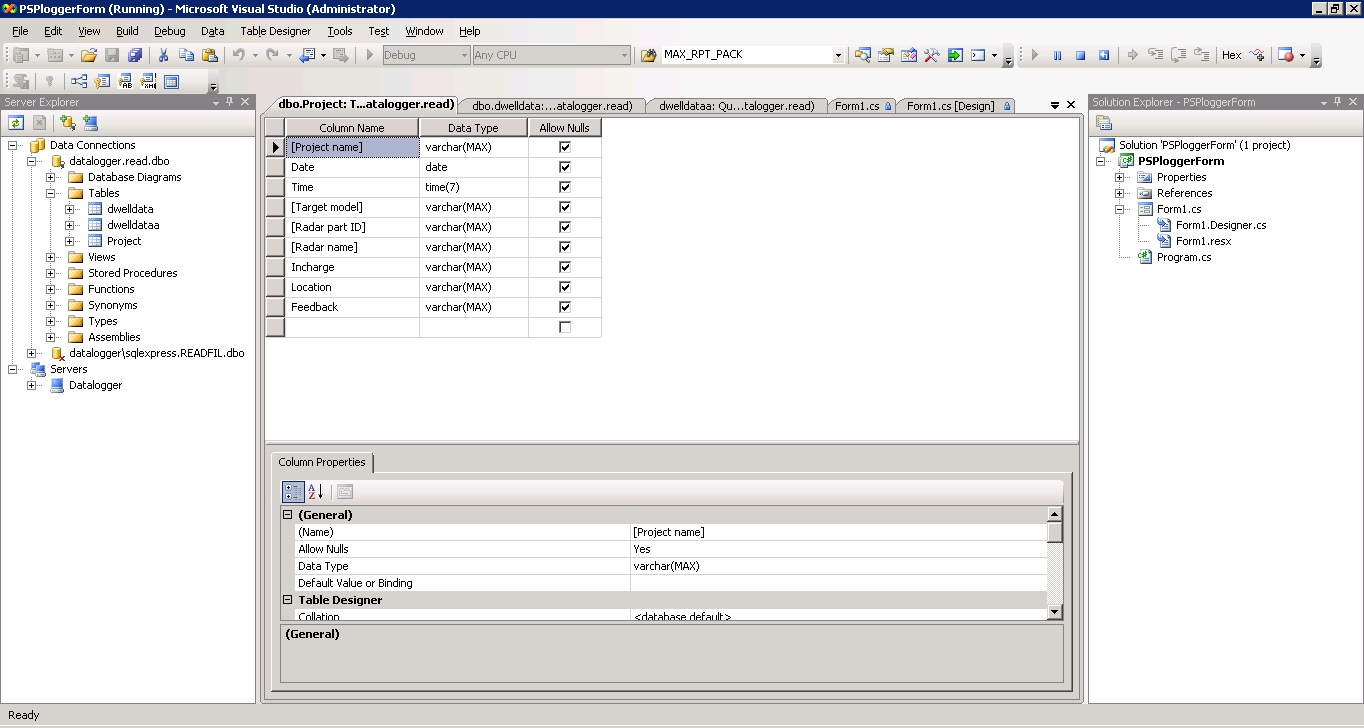 PSPloggerForm (Running) - Microsoft Visual Studio (Administrator)
File Edit View Build Debug Data Table Designer Tools Test Window Help
Debug Any CPU MAX_RPT_PACK Hex
Server Explorer
Data Connections
datalogger.read.dbo
Database Diagrams
Tables
dwelldata
dwelldataa
Project
Views
Stored Procedures
Functions
Synonyms
Types
Assemblies
datalogger\sqlexpress.READFIL.dbo
Servers
Datalogger
dbo.Project: T...atalogger.read) dbo.dwelldata:...atalogger.read) dwelldataa: Qu...talogger.read) Form1.cs Form1.cs [Design]
Column Name Data Type Allow Nulls
[Project name] varchar(MAX)
Date date
Time time(7)
[Target model] varchar(MAX)
[Radar part ID] varchar(MAX)
[Radar name] varchar(MAX)
Incharge varchar(MAX)
Location varchar(MAX)
Feedback varchar(MAX)
Column Properties
(General)
(Name) [Project name]
Allow Nulls Yes
Data Type varchar(MAX)
Default Value or Binding
Table Designer
Collation <database default>
(General)
Solution Explorer - PSPloggerForm
Solution 'PSPloggerForm' (1 project)
PSPloggerForm
Properties
References
Form1.cs
Form1.Designer.cs
Form1.resx
Program.cs
Ready